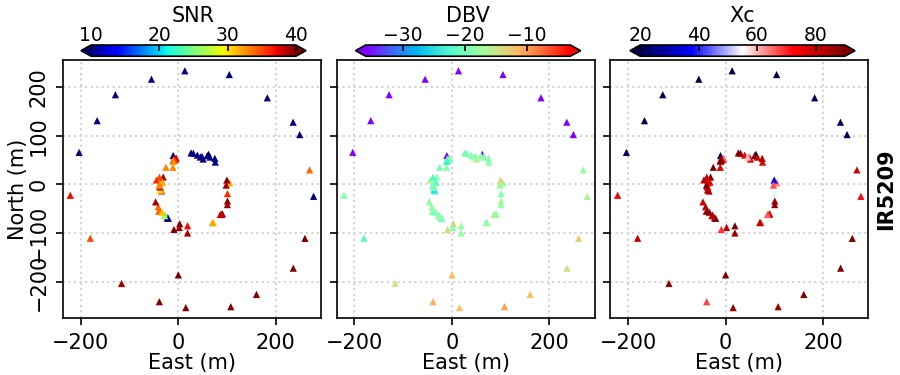 SNR DBV Xc
10 20 30 40 −30 −20 −10 20 40 60 80
200
100
0
−100
−200
North (m)
IR5209
−200 0 200 −200 0 200 −200 0 200
East (m) East (m) East (m)